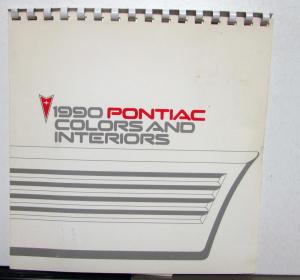 1990 PONTIAC
COLORS AND
INTERIORS